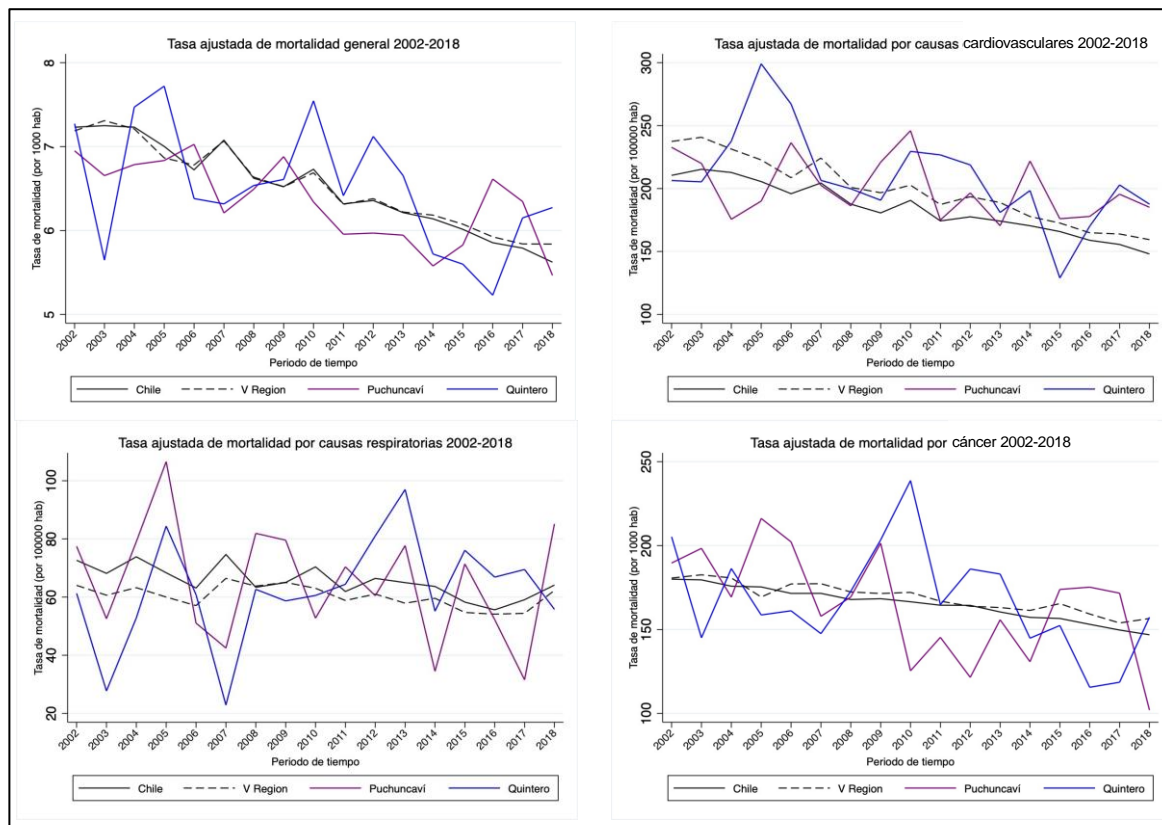 Tasa ajustada de mortalidad general 2002-2018
Tasa de mortalidad (por 1000 hab)
8
7
6
5
2002 2003 2004 2005 2006 2007 2008 2009 2010 2011 2012 2013 2014 2015 2016 2017 2018
Periodo de tiempo
Chile V Region Puchuncaví Quintero
Tasa ajustada de mortalidad por causas cardiovasculares 2002-2018
Tasa de mortalidad (por 100000 hab)
300
250
200
150
100
2002 2003 2004 2005 2006 2007 2008 2009 2010 2011 2012 2013 2014 2015 2016 2017 2018
Periodo de tiempo
Chile V Region Puchuncaví Quintero
Tasa ajustada de mortalidad por causas respiratorias 2002-2018
Tasa de mortalidad (por 100000 hab)
100
80
60
40
20
2002 2003 2004 2005 2006 2007 2008 2009 2010 2011 2012 2013 2014 2015 2016 2017 2018
Periodo de tiempo
Chile V Region Puchuncaví Quintero
Tasa ajustada de mortalidad por cáncer 2002-2018
Tasa de mortalidad (por 1000 hab)
250
200
150
100
2002 2003 2004 2005 2006 2007 2008 2009 2010 2011 2012 2013 2014 2015 2016 2017 2018
Periodo de tiempo
Chile V Region Puchuncaví Quintero